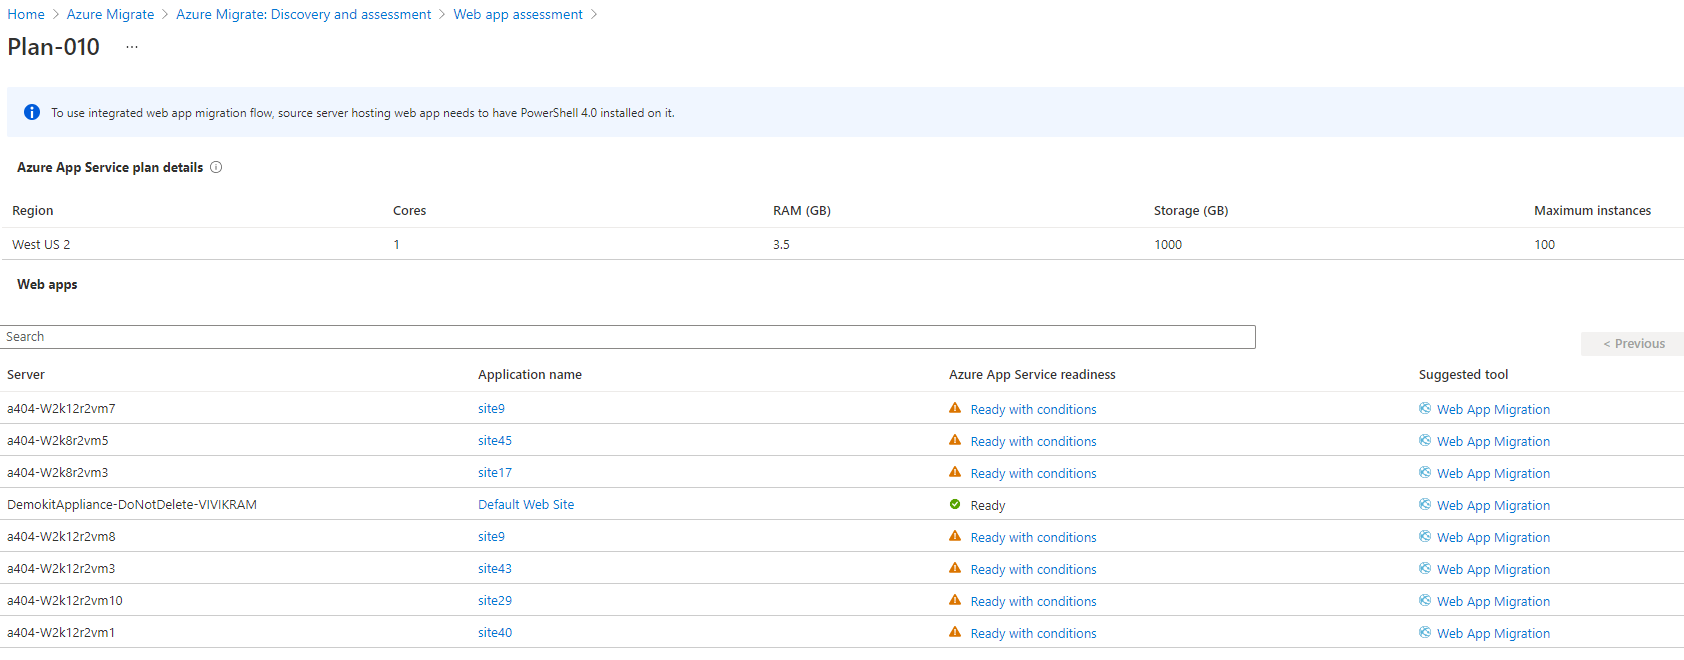 Home > Azure Migrate > Azure Migrate: Discovery and assessment > Web app assessment >
Plan-010 ...
To use integrated web app migration flow, source server hosting web app needs to have PowerShell 4.0 installed on it.
Azure App Service plan details
Region Cores RAM (GB) Storage (GB) Maximum instances
West US 2 1 3.5 1000 100
Web apps
Search
< Previous
Server Application name Azure App Service readiness Suggested tool
a404-W2k12r2vm7 site9 Ready with conditions Web App Migration
a404-W2k8r2vm5 site45 Ready with conditions Web App Migration
a404-W2k8r2vm3 site17 Ready with conditions Web App Migration
DemokitAppliance-DoNotDelete-VIVIKRAM Default Web Site Ready Web App Migration
a404-W2k12r2vm8 site9 Ready with conditions Web App Migration
a404-W2k12r2vm3 site43 Ready with conditions Web App Migration
a404-W2k12r2vm10 site29 Ready with conditions Web App Migration
a404-W2k12r2vm1 site40 Ready with conditions Web App Migration